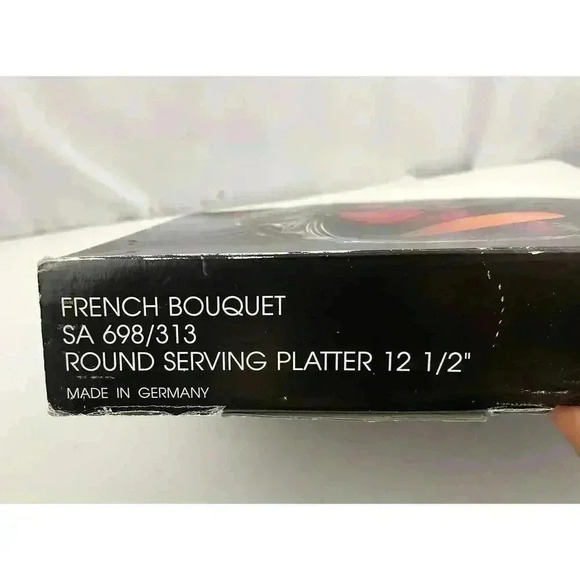 FRENCH BOUQUET
SA 698/313
ROUND SERVING PLATTER 12 1/2"
MADE IN GERMANY